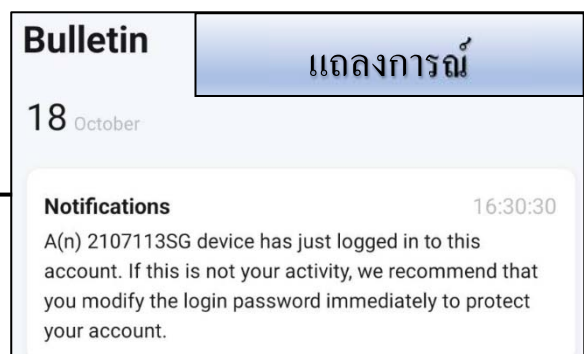 Bulletin
แถลงการณ์
18 October
Notifications 16:30:30
A(n) 2107113SG device has just logged in to this
account. If this is not your activity, we recommend that
you modify the login password immediately to protect
your account.